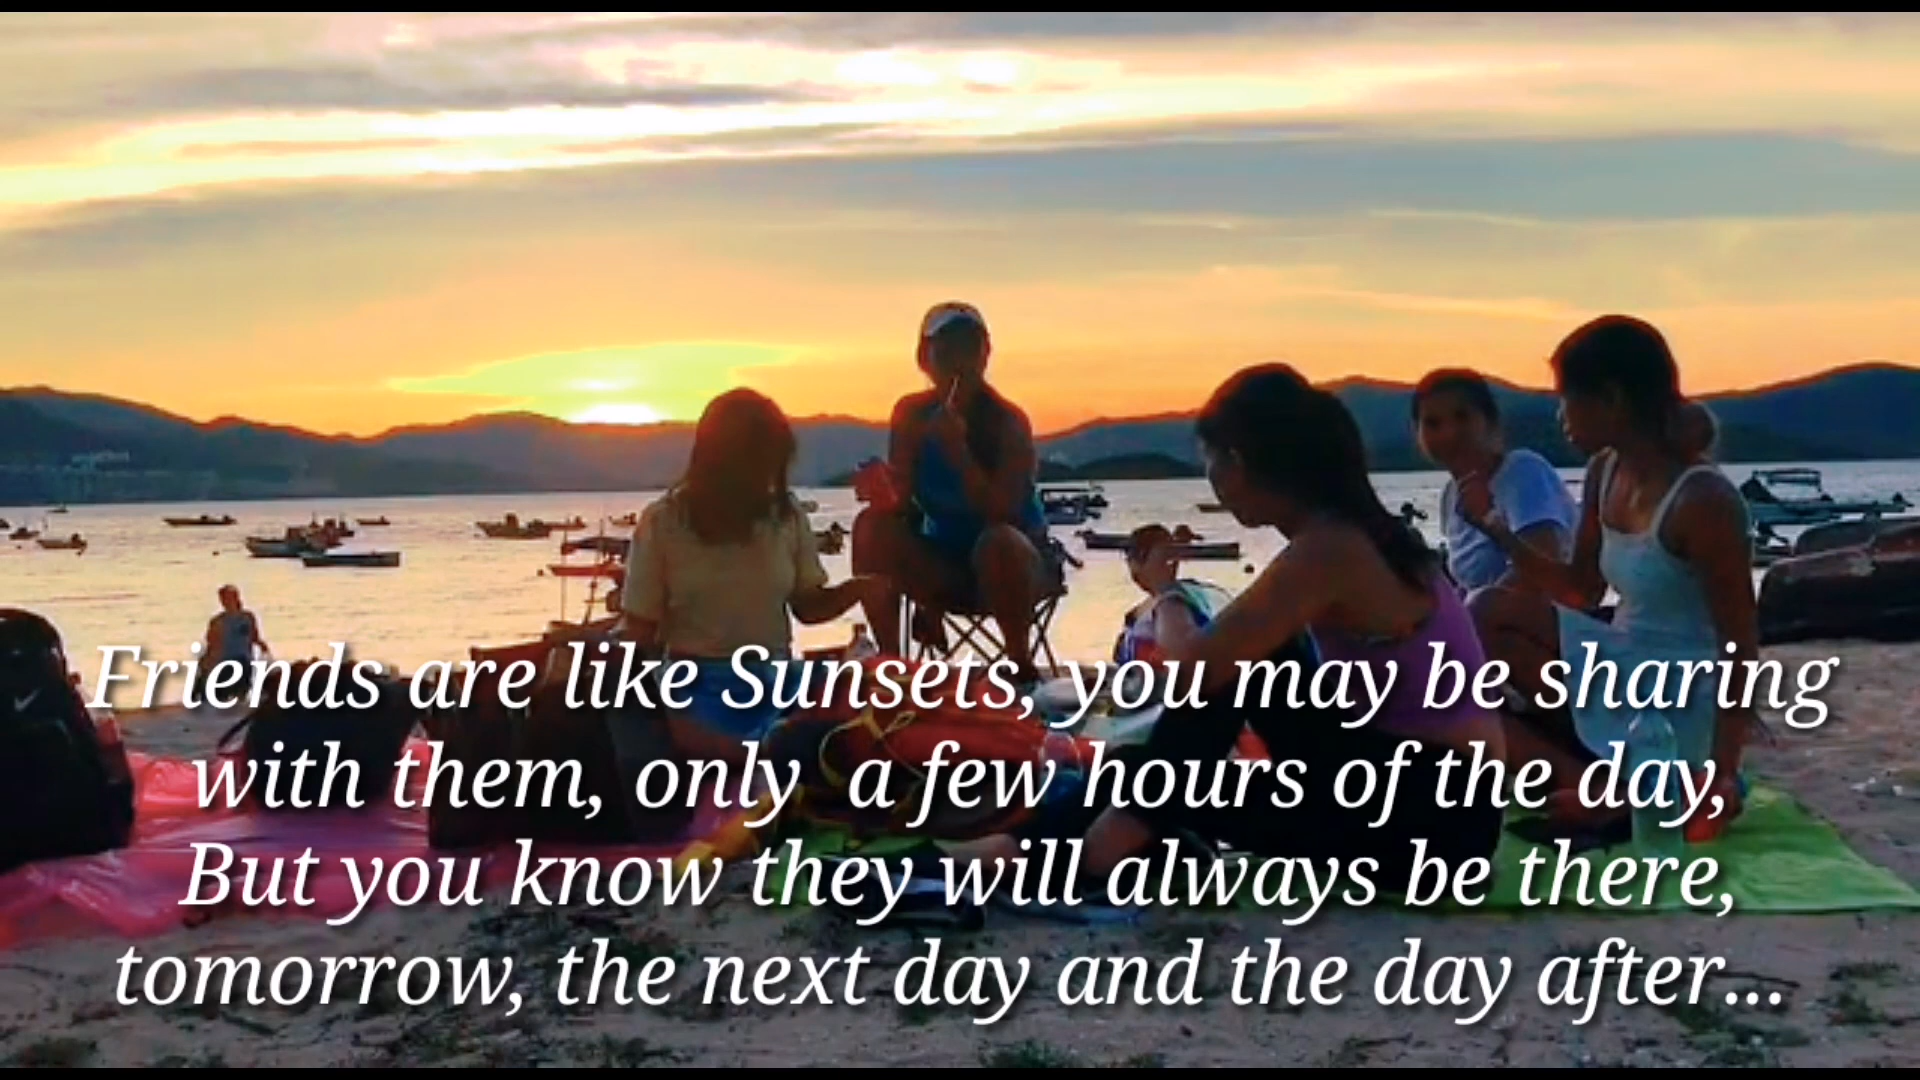 Friends are like Sunsets, you may be sharing
with them, only  a few hours of the day,
But you know they will always be there,
tomorrow, the next day and the day after...